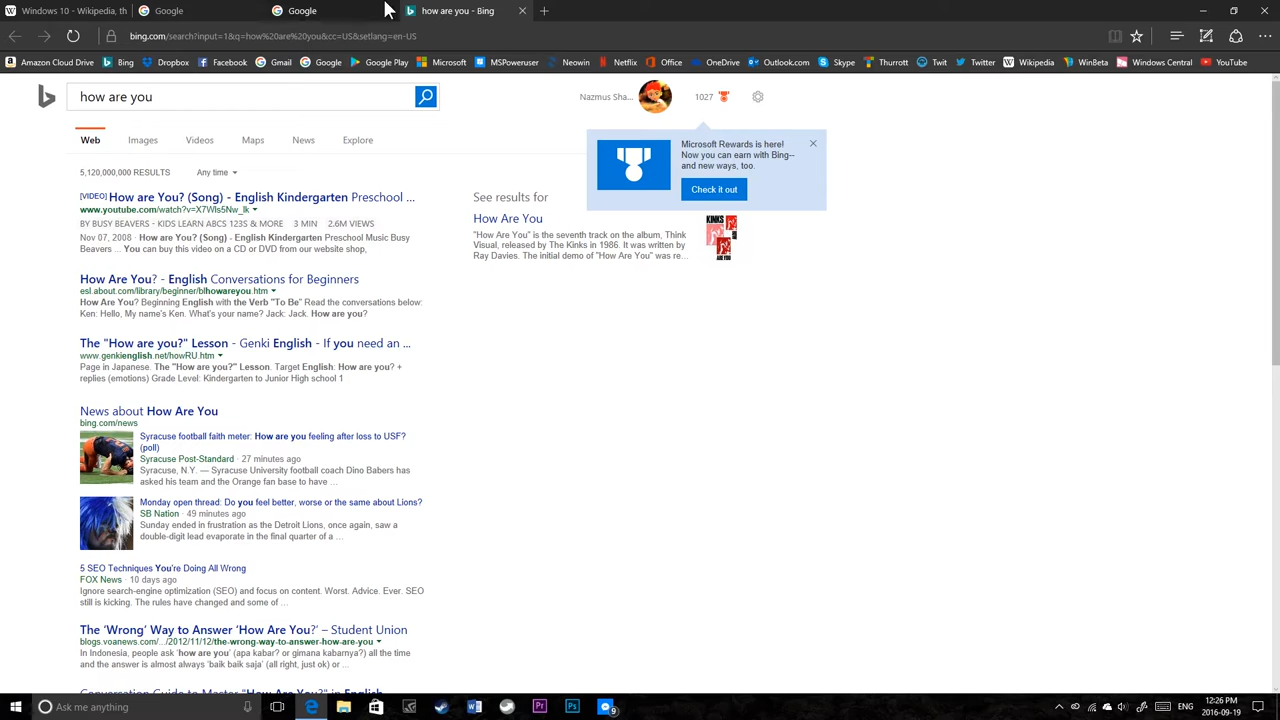 Windows 10 - Wikipedia, th
Google
Google
how are you - Bing
bing.com/search?input=1&q=how%20are%20you&cc=US&setlang=en-US
Amazon Cloud Drive
Bing
Dropbox
Facebook
Gmail
Google
Google Play
Microsoft
MSPoweruser
Neowin
Netflix
Office
OneDrive
Outlook.com
Skype
Thurrott
Twit
Twitter
Wikipedia
WinBeta
Windows Central
YouTube
how are you
Nazmus Sha...
1027
Web
Images
Videos
Maps
News
Explore
Microsoft Rewards is here!
Now you can earn with Bing--
and new ways, too.
Check it out
5,120,000,000 RESULTS
Any time
[VIDEO] How are You? (Song) - English Kindergarten Preschool ...
www.youtube.com/watch?v=X7WIs5Nw_lk
BY BUSY BEAVERS - KIDS LEARN ABCS 123S & MORE 3 MIN 2.6M VIEWS
Nov 07, 2008 · How are You? (Song) - English Kindergarten Preschool Music Busy
Beavers ... You can buy this video on a CD or DVD from our website shop,
See results for
How Are You
"How Are You" is the seventh track on the album, Think
Visual, released by The Kinks in 1986. It was written by
Ray Davies. The initial demo of "How Are You" was re...
KINKS
ARE YOU
How Are You? - English Conversations for Beginners
esl.about.com/library/beginner/blhowareyou.htm
How Are You? Beginning English with the Verb "To Be" Read the conversations below:
Ken: Hello, My name's Ken. What's your name? Jack: Jack. How are you?
The "How are you?" Lesson - Genki English - If you need an ...
www.genkienglish.net/howRU.htm
Page in Japanese. The "How are you?" Lesson. Target English: How are you? +
replies (emotions) Grade Level: Kindergarten to Junior High school 1
News about How Are You
bing.com/news
Syracuse football faith meter: How are you feeling after loss to USF?
(poll)
Syracuse Post-Standard · 27 minutes ago
Syracuse, N.Y. — Syracuse University football coach Dino Babers has
asked his team and the Orange fan base to have ...
Monday open thread: Do you feel better, worse or the same about Lions?
SB Nation · 49 minutes ago
Sunday ended in frustration as the Detroit Lions, once again, saw a
double-digit lead evaporate in the final quarter of a ...
5 SEO Techniques You're Doing All Wrong
FOX News · 10 days ago
Ignore search-engine optimization (SEO) and focus on content. Worst. Advice. Ever. SEO
still is kicking. The rules have changed and some of ...
The 'Wrong' Way to Answer 'How Are You?' – Student Union
blogs.voanews.com/.../2012/11/12/the-wrong-way-to-answer-how-are-you
In Indonesia, people ask 'how are you' (apa kabar? or gimana kabarnya?) all the time
and the answer is almost always 'baik baik saja' (all right, just ok) or ...
Conversation Guide to Master "How Are You?" in English
Ask me anything
9
ENG
12:26 PM
2016-09-19